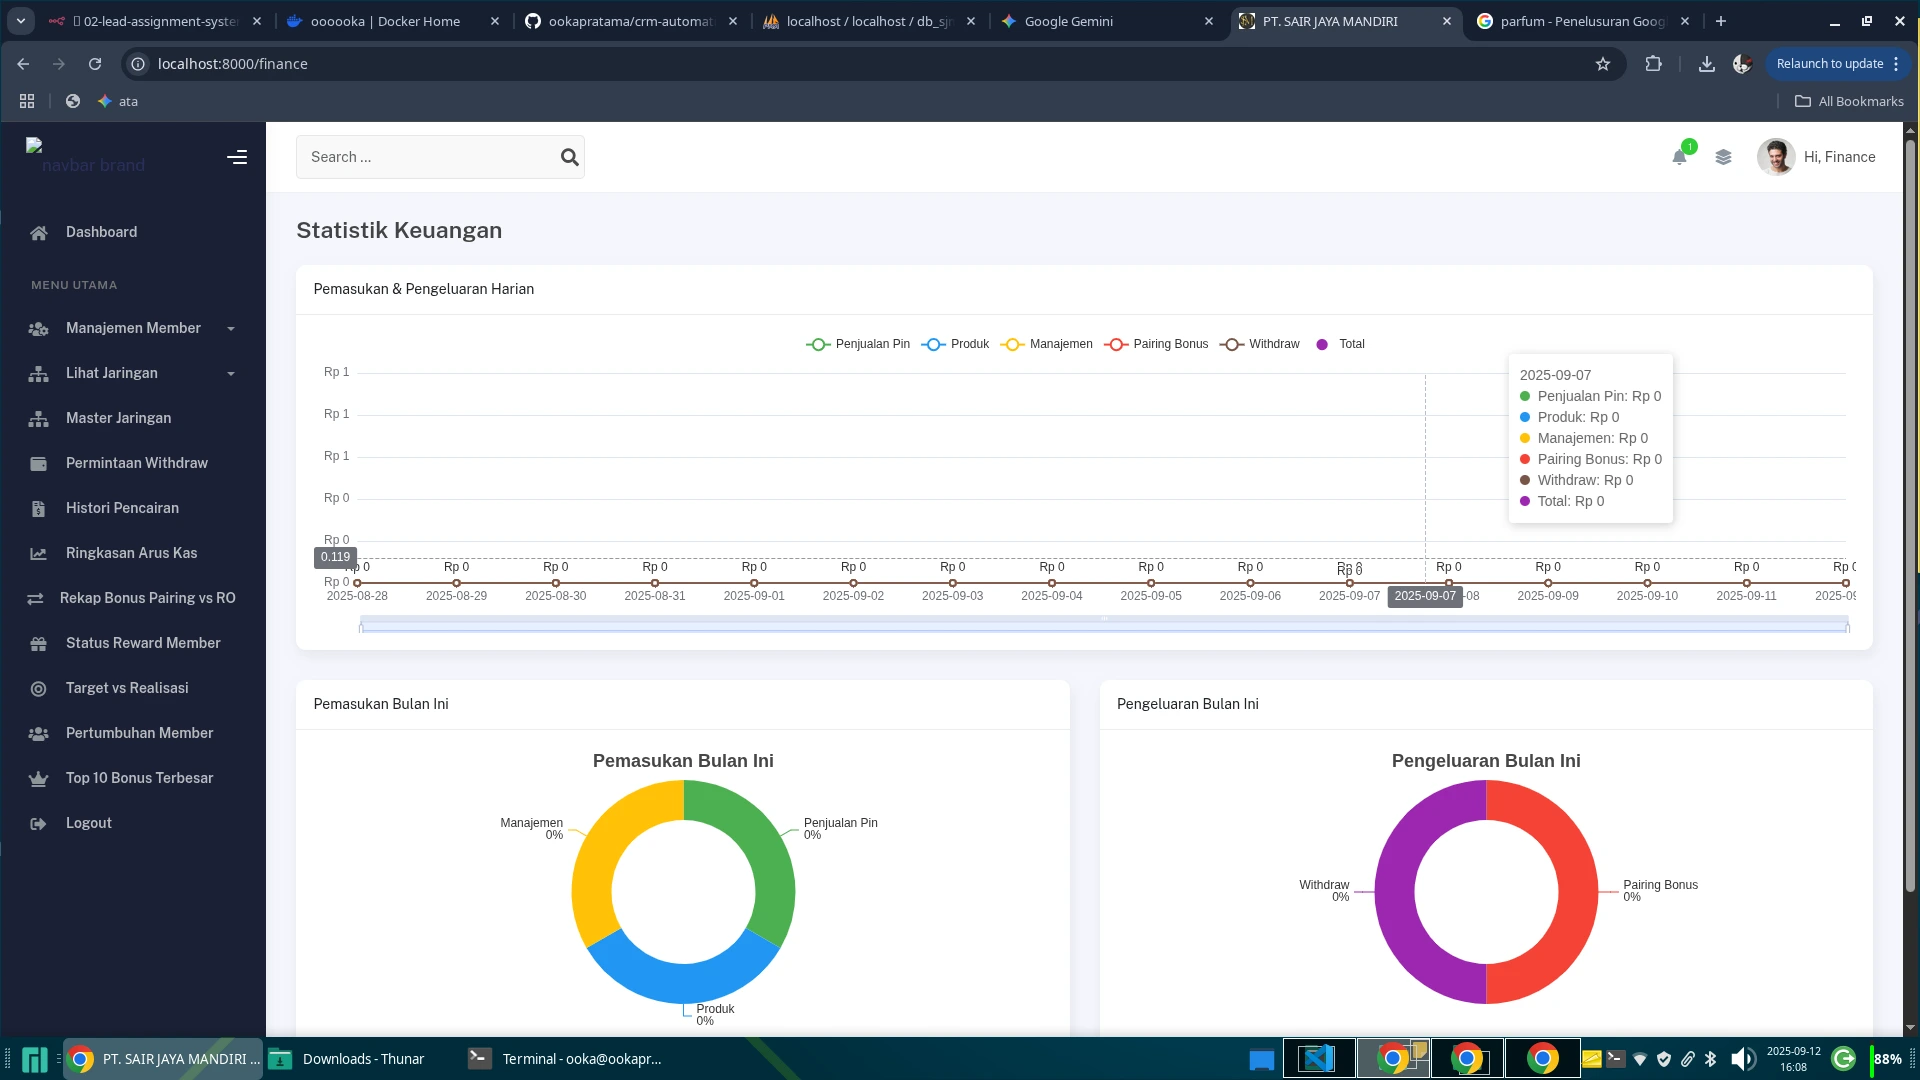 02-lead-assignment-syste
oooooka | Docker Home
ookapratama/crm-automat
localhost / localhost / db_sjm
Google Gemini
PT. SAIR JAYA MANDIRI
parfum - Penelusuran Goog
localhost:8000/finance
Relaunch to update
ata
All Bookmarks
navbar brand
Search ...
1
Hi, Finance
Dashboard
MENU UTAMA
Manajemen Member
Lihat Jaringan
Master Jaringan
Permintaan Withdraw
Histori Pencairan
Ringkasan Arus Kas
Rekap Bonus Pairing vs RO
Status Reward Member
Target vs Realisasi
Pertumbuhan Member
Top 10 Bonus Terbesar
Logout
Statistik Keuangan
Pemasukan & Pengeluaran Harian
Penjualan Pin Produk Manajemen Pairing Bonus Withdraw Total
Rp 1
Rp 1
Rp 1
Rp 0
Rp 0
Rp 0
0.119
2025-09-07
Penjualan Pin: Rp 0
Produk: Rp 0
Manajemen: Rp 0
Pairing Bonus: Rp 0
Withdraw: Rp 0
Total: Rp 0
Rp 0 Rp 0 Rp 0 Rp 0 Rp 0 Rp 0 Rp 0 Rp 0 Rp 0 Rp 0 Rp 0 Rp 0 Rp 0 Rp 0 Rp 0
Rp 0
2025-08-28 2025-08-29 2025-08-30 2025-08-31 2025-09-01 2025-09-02 2025-09-03 2025-09-04 2025-09-05 2025-09-06 2025-09-07 2025-09-07 -08 2025-09-09 2025-09-10 2025-09-11 2025-09
Pemasukan Bulan Ini
Pemasukan Bulan Ini
Manajemen
0%
Penjualan Pin
0%
Produk
0%
Pengeluaran Bulan Ini
Pengeluaran Bulan Ini
Withdraw
0%
Pairing Bonus
0%
PT. SAIR JAYA MANDIRI ...
Downloads - Thunar
Terminal - ooka@ookapr...
2025-09-12
16:08
88%